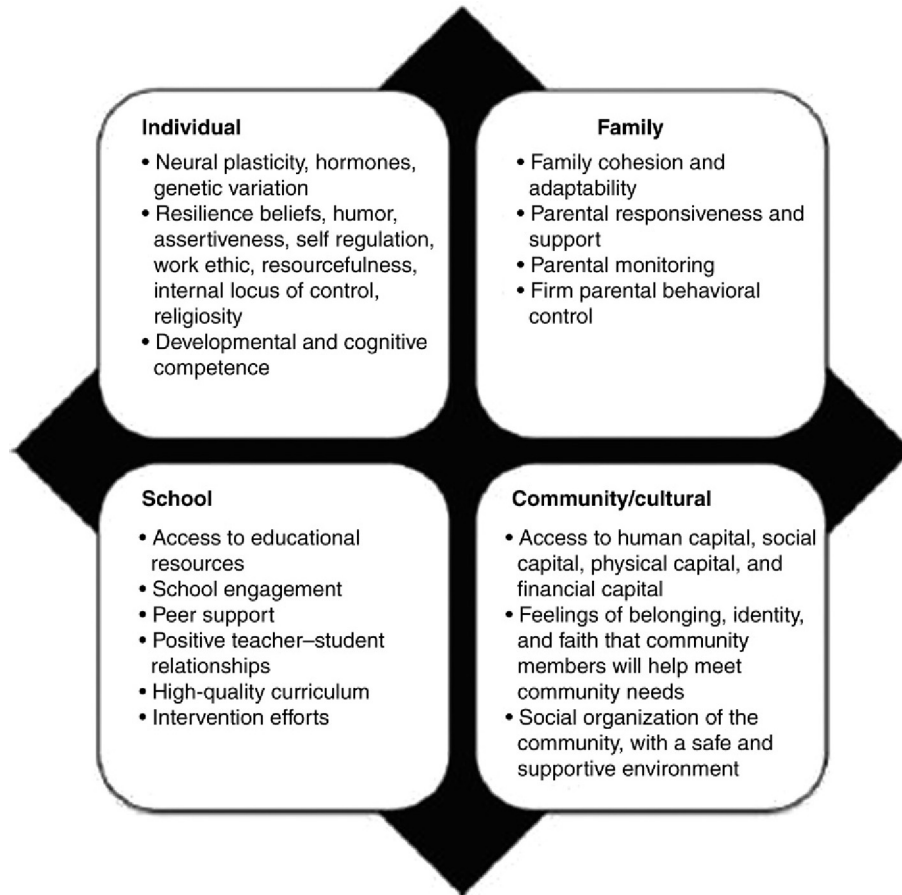 Individual
• Neural plasticity, hormones,
genetic variation
• Resilience beliefs, humor,
assertiveness, self regulation,
work ethic, resourcefulness,
internal locus of control,
religiosity
• Developmental and cognitive
competence
Family
• Family cohesion and
adaptability
• Parental responsiveness and
support
• Parental monitoring
• Firm parental behavioral
control
School
• Access to educational
resources
• School engagement
• Peer support
• Positive teacher–student
relationships
• High-quality curriculum
• Intervention efforts
Community/cultural
• Access to human capital, social
capital, physical capital, and
financial capital
• Feelings of belonging, identity,
and faith that community
members will help meet
community needs
• Social organization of the
community, with a safe and
supportive environment